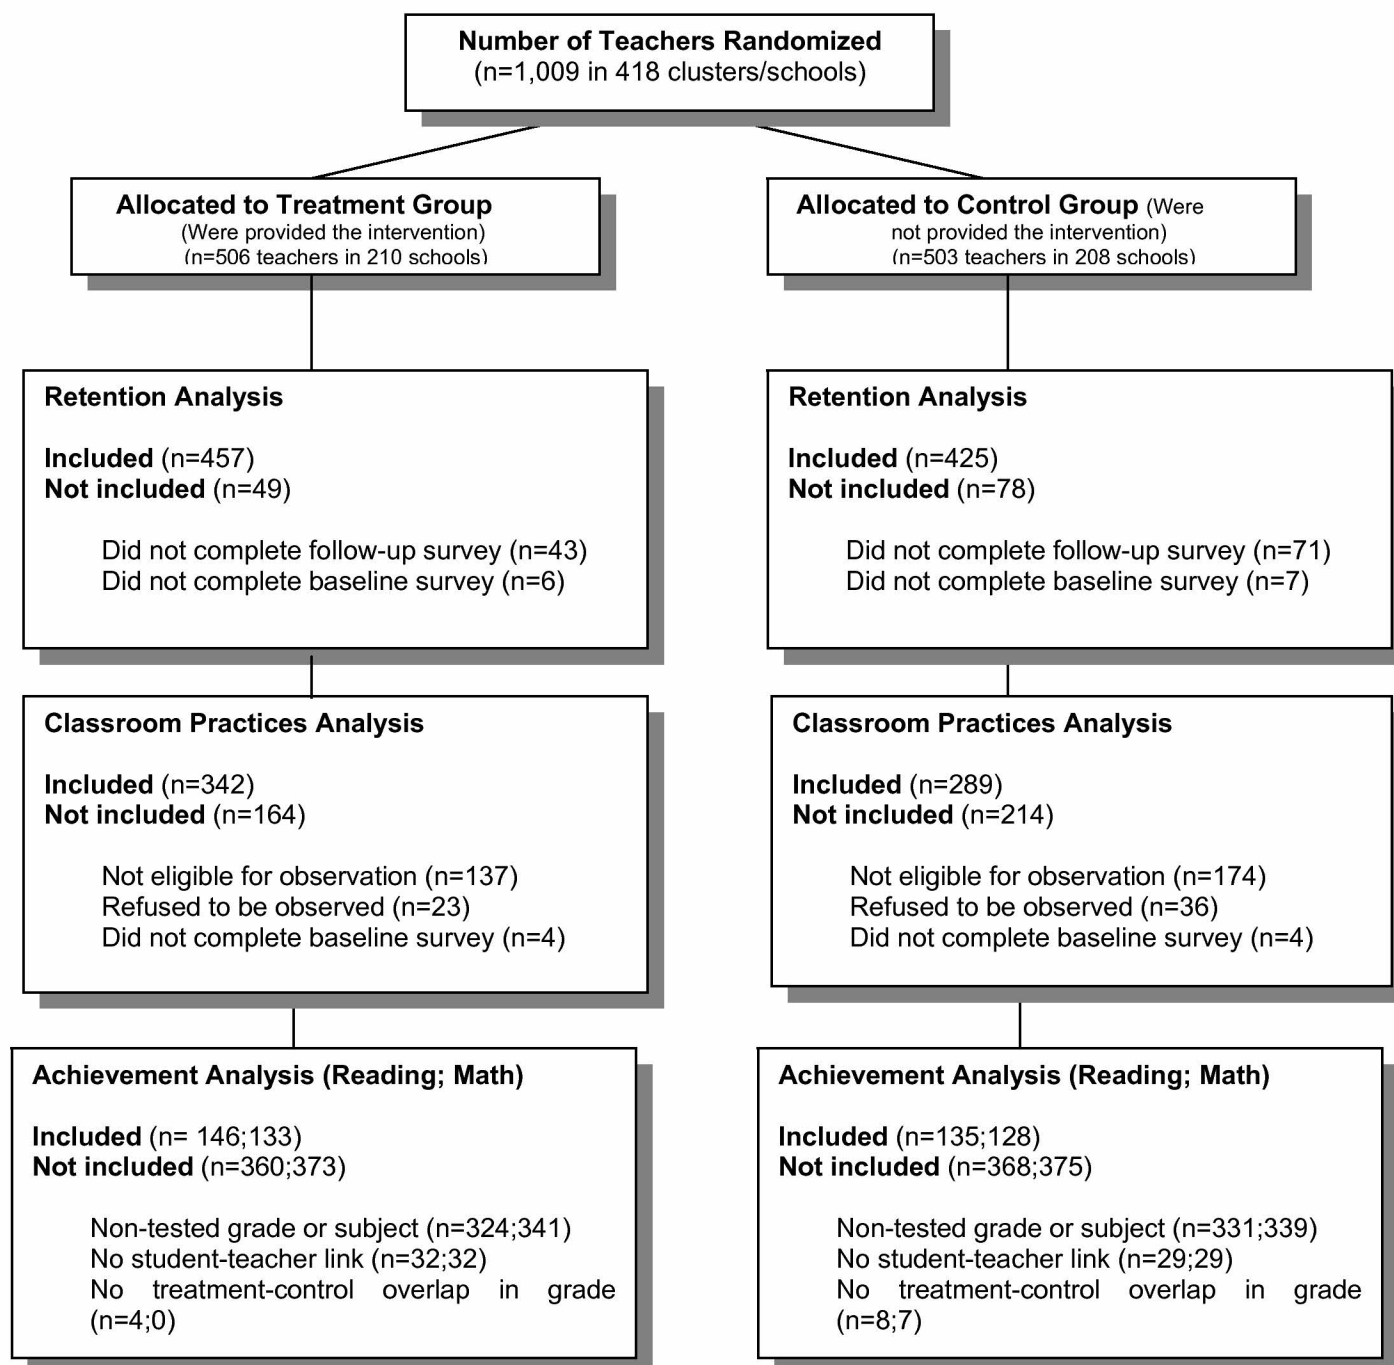 Number of Teachers Randomized
(n=1,009 in 418 clusters/schools)
Allocated to Treatment Group
(Were provided the intervention)
(n=506 teachers in 210 schools)
Allocated to Control Group (Were
not provided the intervention)
(n=503 teachers in 208 schools)
Retention Analysis
Included (n=457)
Not included (n=49)
Did not complete follow-up survey (n=43)
Did not complete baseline survey (n=6)
Retention Analysis
Included (n=425)
Not included (n=78)
Did not complete follow-up survey (n=71)
Did not complete baseline survey (n=7)
Classroom Practices Analysis
Included (n=342)
Not included (n=164)
Not eligible for observation (n=137)
Refused to be observed (n=23)
Did not complete baseline survey (n=4)
Classroom Practices Analysis
Included (n=289)
Not included (n=214)
Not eligible for observation (n=174)
Refused to be observed (n=36)
Did not complete baseline survey (n=4)
Achievement Analysis (Reading; Math)
Included (n= 146;133)
Not included (n=360;373)
Non-tested grade or subject (n=324;341)
No student-teacher link (n=32;32)
No treatment-control overlap in grade
(n=4;0)
Achievement Analysis (Reading; Math)
Included (n=135;128)
Not included (n=368;375)
Non-tested grade or subject (n=331;339)
No student-teacher link (n=29;29)
No treatment-control overlap in grade
(n=8;7)